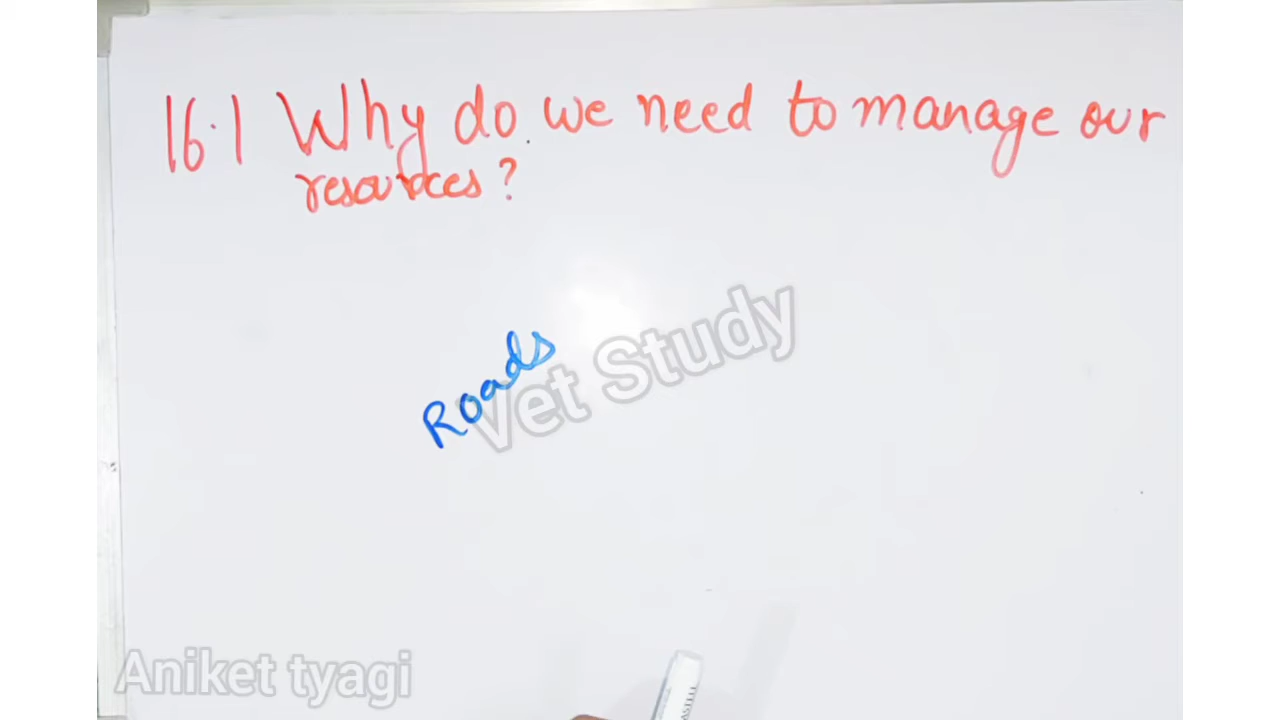 16.1 Why do we need to manage our
resources?
Roads
Vet Study
Aniket tyagi